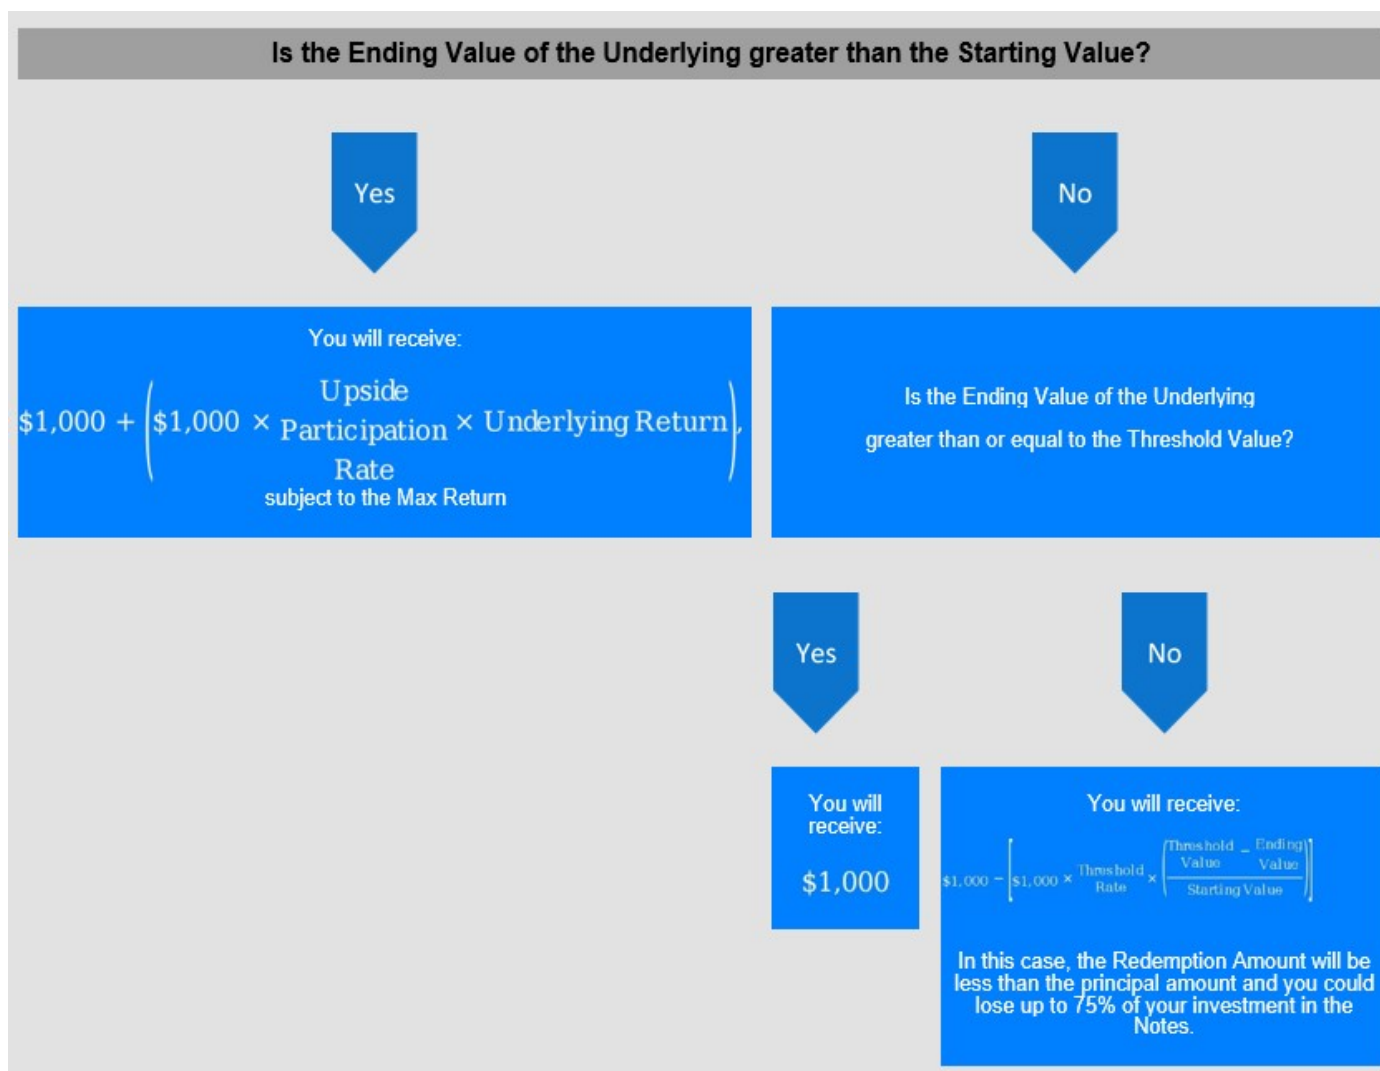 Is the Ending Value of the Underlying greater than the Starting Value?
Yes
No
You will receive:
$1,000 + ($1,000 × Upside Participation Rate × Underlying Return),
subject to the Max Return
Is the Ending Value of the Underlying
greater than or equal to the Threshold Value?
Yes
No
You will
receive:
$1,000
You will receive:
$1,000 − [$1,000 × Threshold Rate × ((Threshold Value − Ending Value) / Starting Value)]
In this case, the Redemption Amount will be
less than the principal amount and you could
lose up to 75% of your investment in the
Notes.